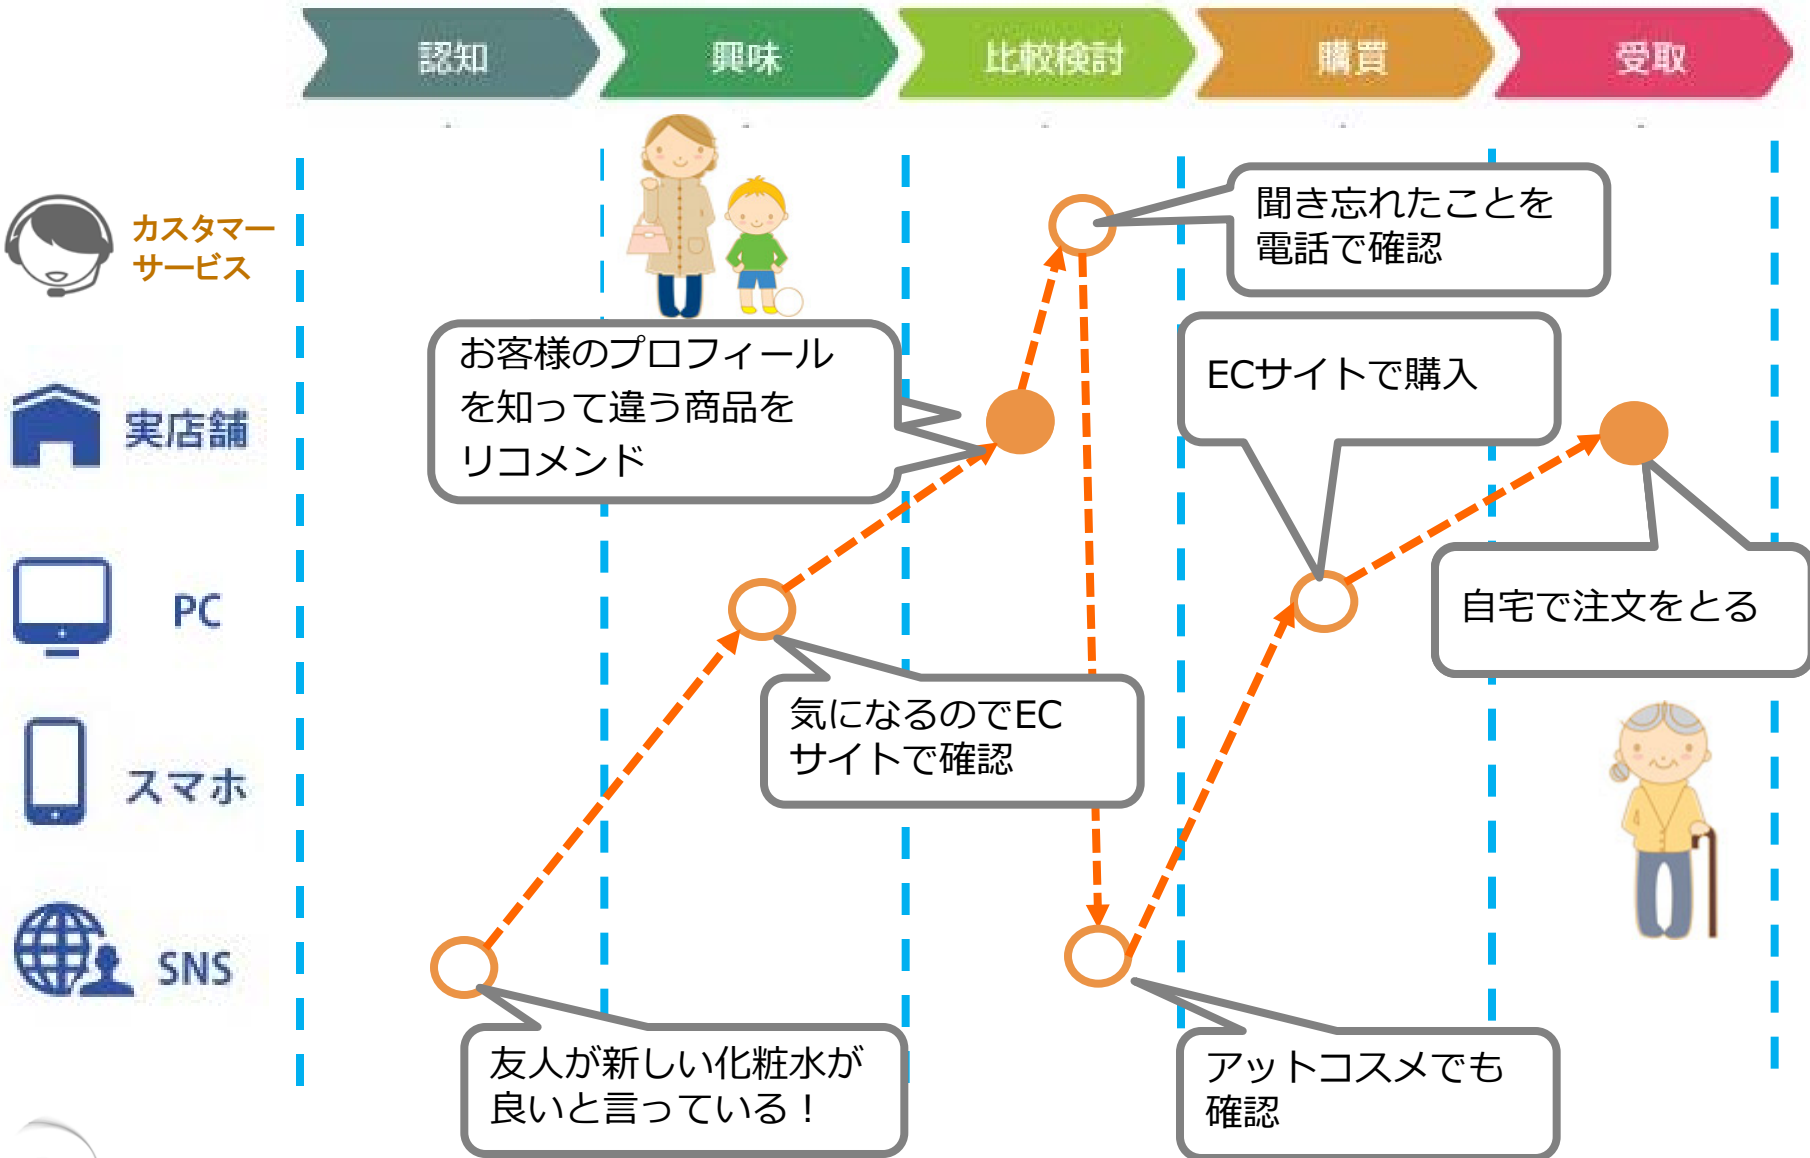 認知
興味
比較検討
購買
受取
カスタマー
サービス
聞き忘れたことを
電話で確認
お客様のプロフィール
を知って違う商品を
リコメンド
ECサイトで購入
実店舗
PC
自宅で注文をとる
気になるのでEC
サイトで確認
スマホ
SNS
友人が新しい化粧水が
良いと言っている！
アットコスメでも
確認